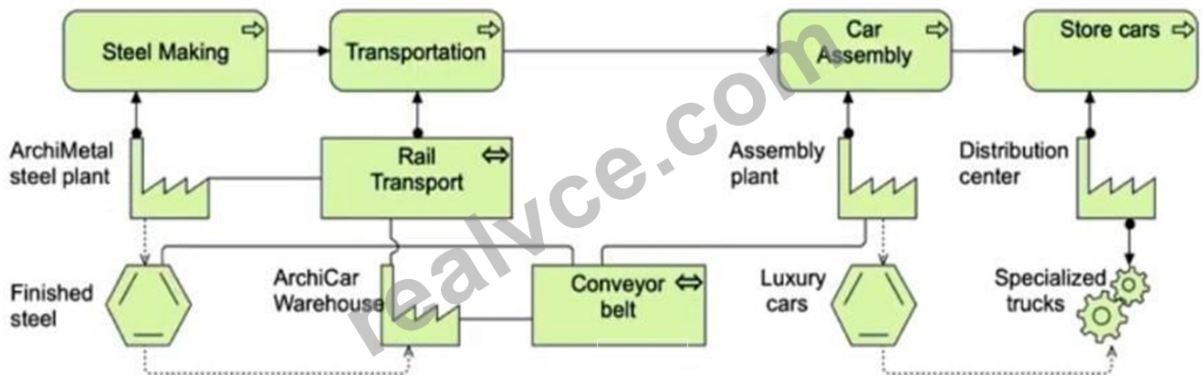 Steel Making
Transportation
Car
Assembly
Store cars
ArchiMetal
steel plant
Rail
Transport
Assembly
plant
Distribution
center
Finished
steel
ArchiCar
Warehouse
Conveyor
belt
Luxury
cars
Specialized
trucks
realvce.com